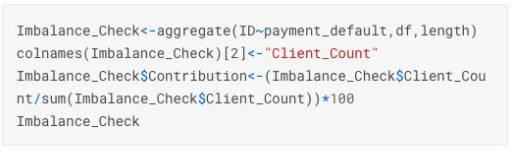 Imbalance_Check<-aggregate(ID~payment_default,df,length)
colnames(Imbalance_Check)[2]<-"Client_Count"
Imbalance_Check$Contribution<-(Imbalance_Check$Client_Cou
nt/sum(Imbalance_Check$Client_Count))*100
Imbalance_Check